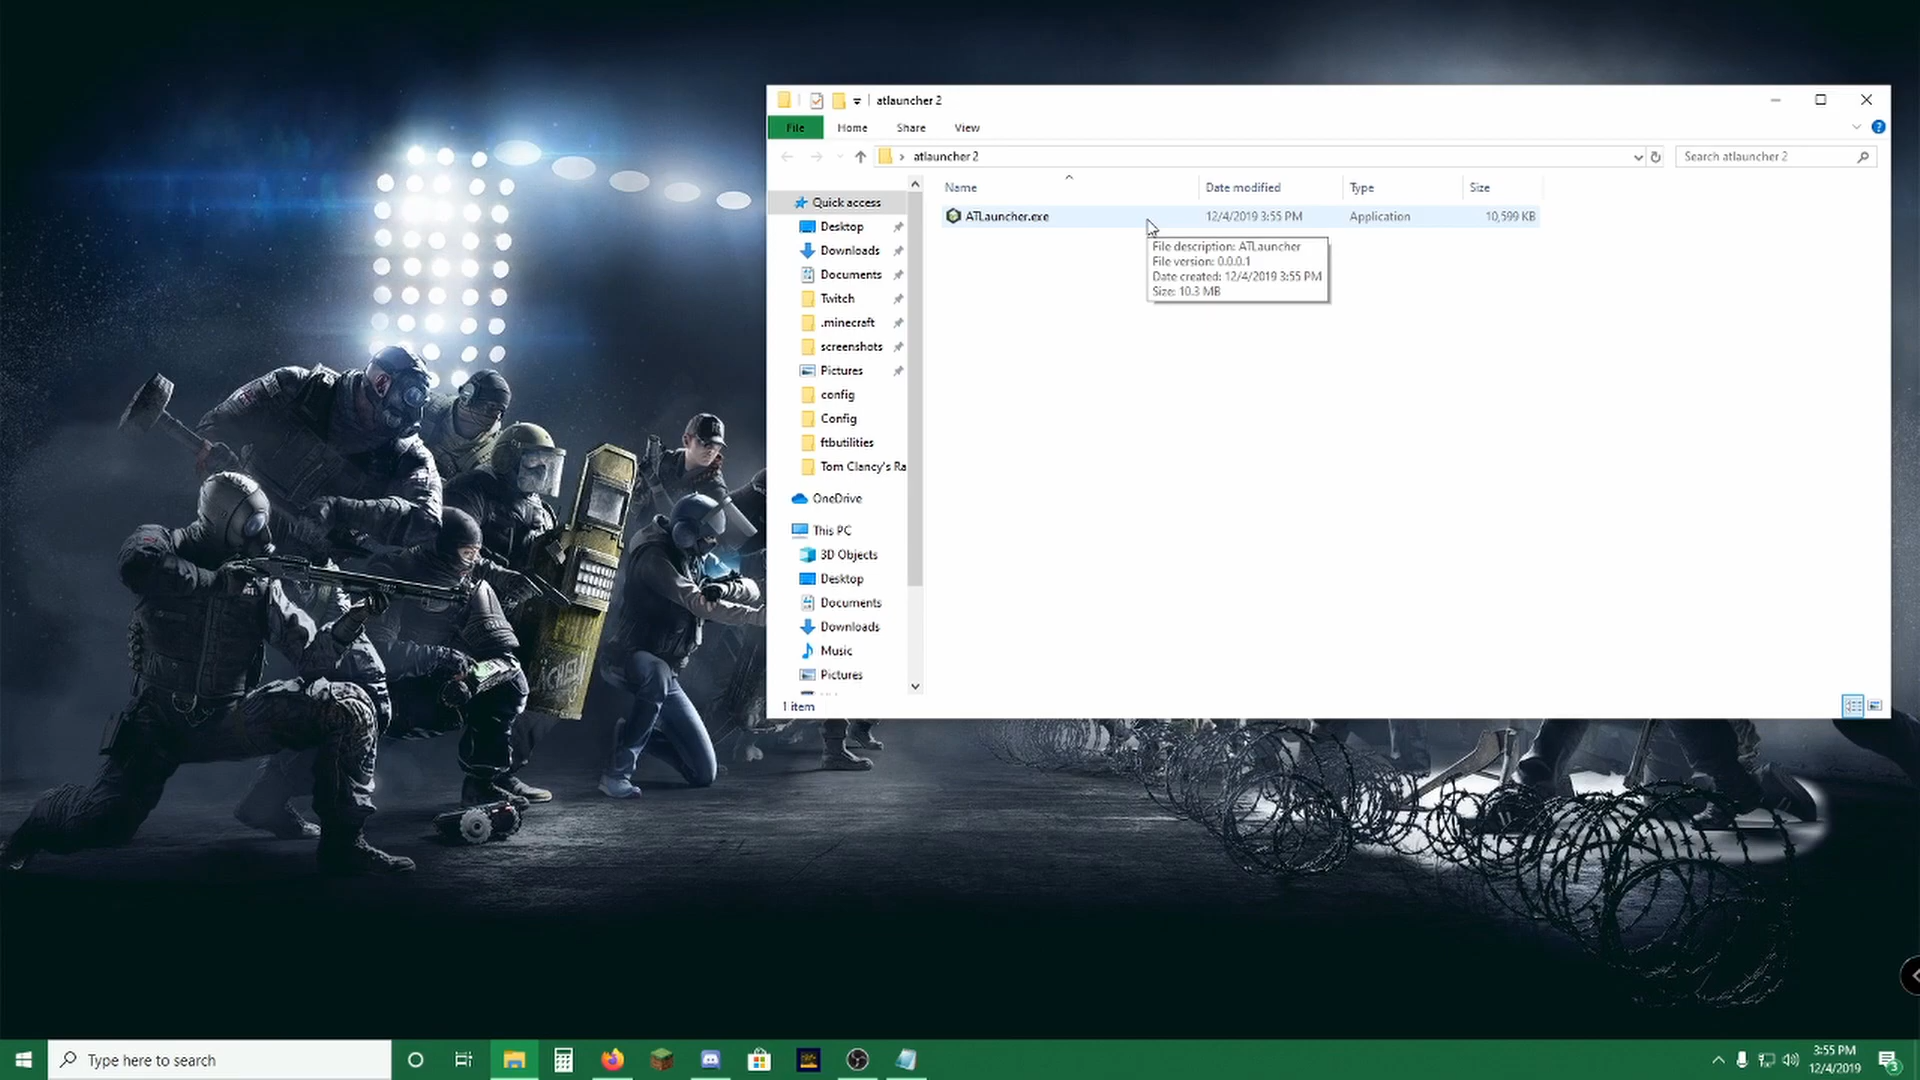 atlauncher 2
File
Home
Share
View
atlauncher 2
Search atlauncher 2
Name
Date modified
Type
Size
Quick access
ATLauncher.exe
12/4/2019 3:55 PM
Application
10,599 KB
File description: ATLauncher
File version: 0.0.0.1
Date created: 12/4/2019 3:55 PM
Size: 10.3 MB
Desktop
Downloads
Documents
Twitch
.minecraft
screenshots
Pictures
config
Config
ftbutilities
Tom Clancy's Ra
OneDrive
This PC
3D Objects
Desktop
Documents
Downloads
Music
Pictures
1 item
Type here to search
3:55 PM
12/4/2019
3